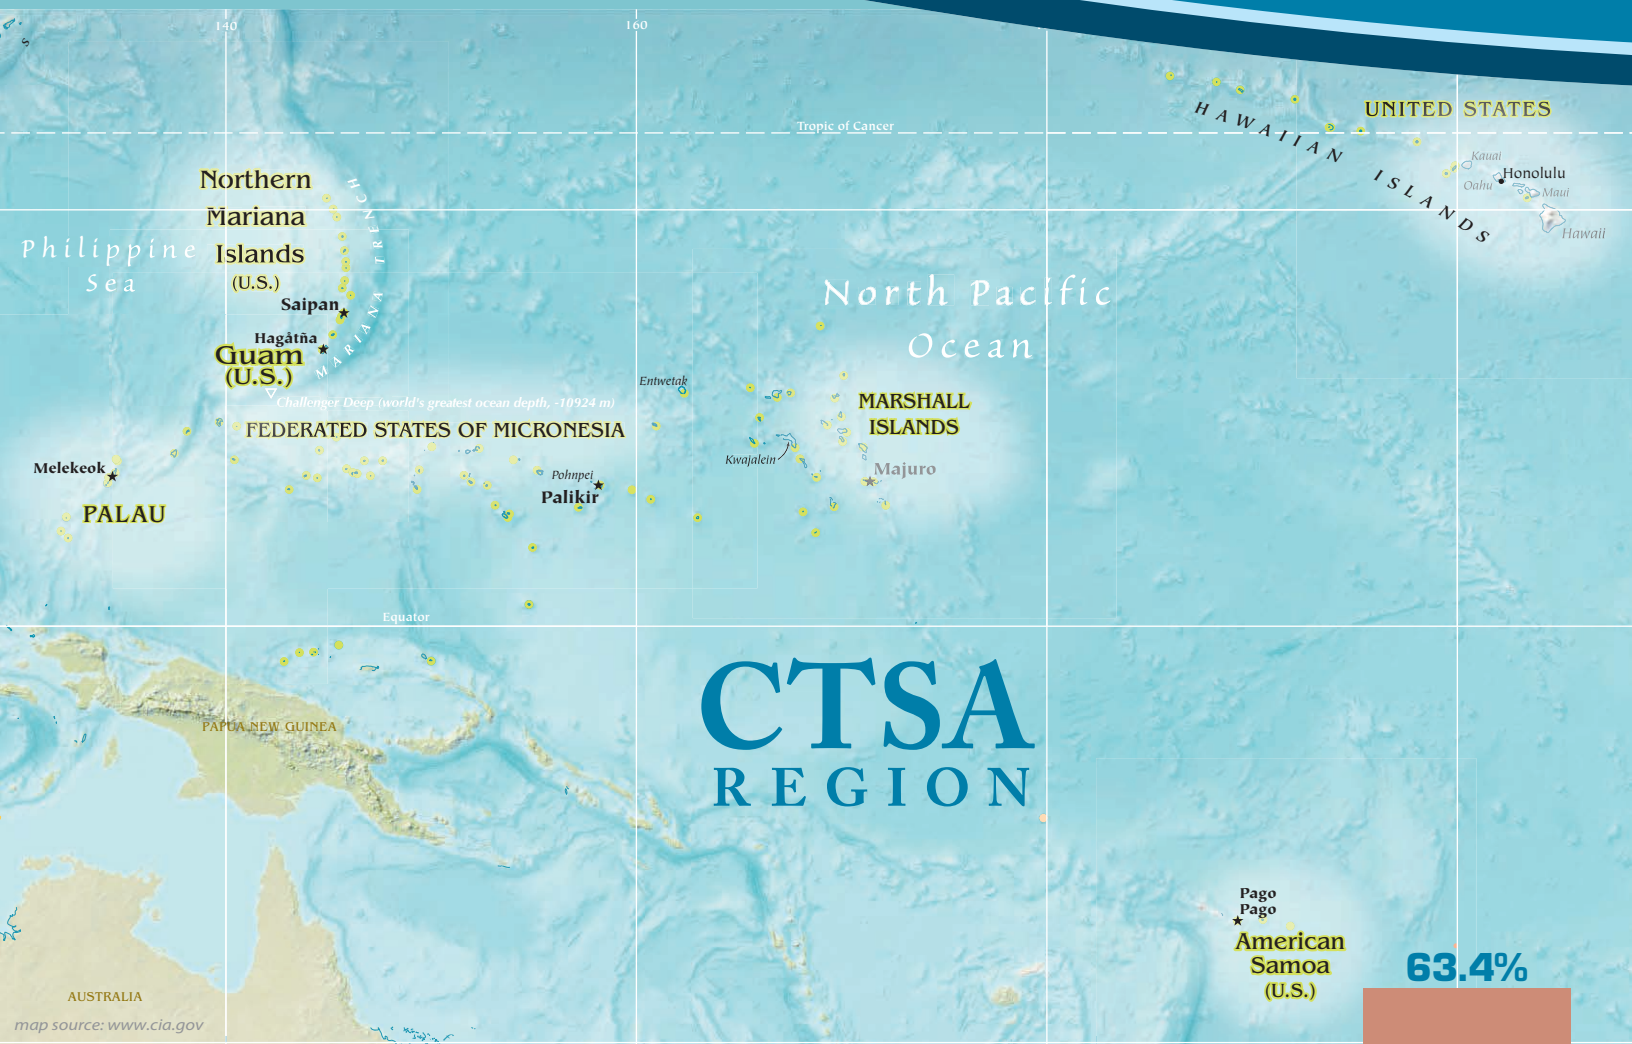 140
160
S
Tropic of Cancer
HAWAIIAN ISLANDS
UNITED STATES
Kauai
Oahu
Honolulu
Maui
Hawaii
Northern
Mariana
Islands
(U.S.)
Philippine
Sea
MARIANA TRENCH
Saipan
Hagåtña
Guam
(U.S.)
North Pacific
Ocean
Challenger Deep (world's greatest ocean depth, -10924 m)
FEDERATED STATES OF MICRONESIA
Entwetak
MARSHALL
ISLANDS
Kwajalein
Majuro
Melekeok
PALAU
Pohnpei
Palikir
Equator
CTSA
REGION
PAPUA NEW GUINEA
Pago
Pago
American
Samoa
(U.S.)
63.4%
AUSTRALIA
map source: www.cia.gov